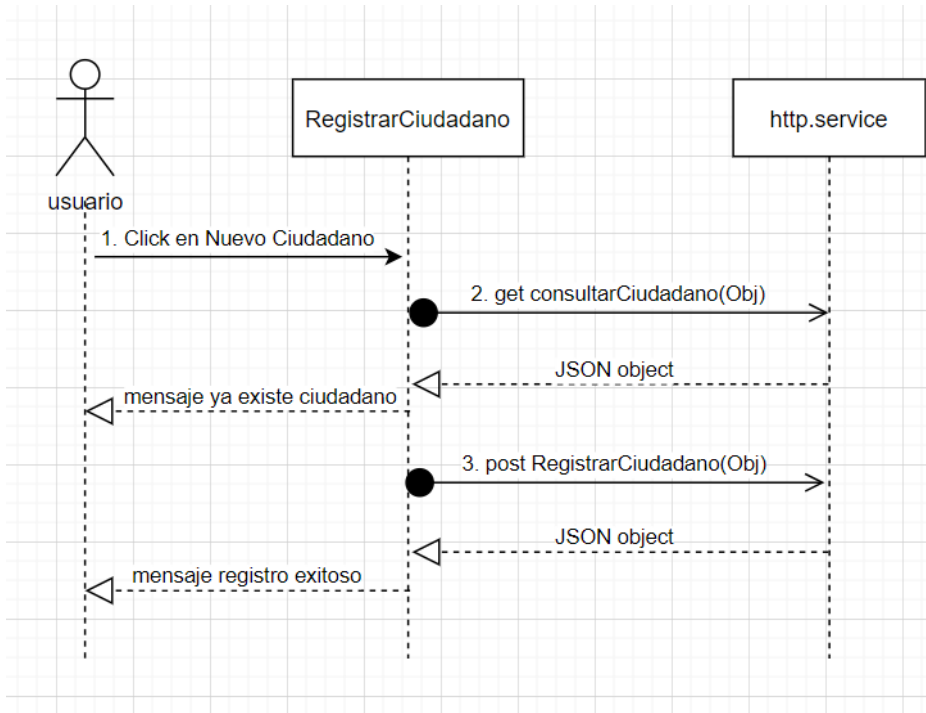 RegistrarCiudadano
http.service
usuario
1. Click en Nuevo Ciudadano
2. get consultarCiudadano(Obj)
JSON object
mensaje ya existe ciudadano
3. post RegistrarCiudadano(Obj)
JSON object
mensaje registro exitoso